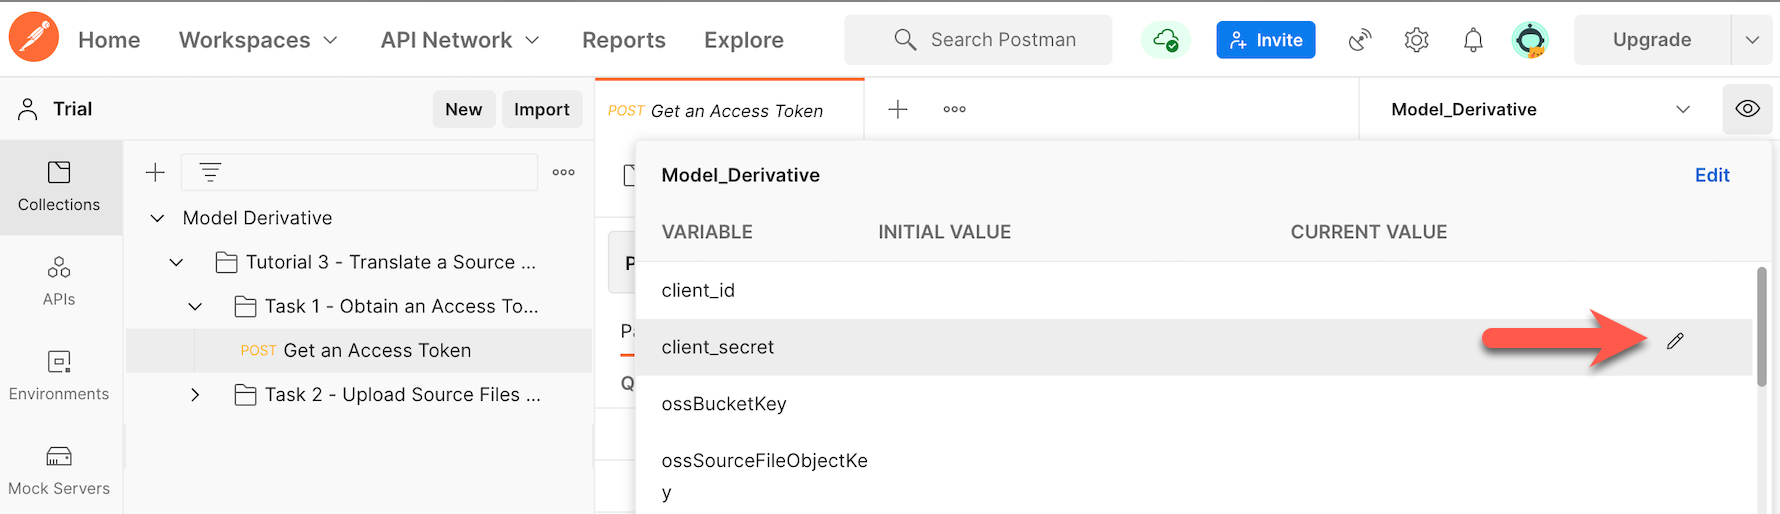 Home Workspaces API Network Reports Explore Search Postman Invite Upgrade
Trial New Import
POST Get an Access Token
Model_Derivative
Collections
APIs
Environments
Mock Servers
Model Derivative
Tutorial 3 - Translate a Source ...
Task 1 - Obtain an Access To...
POST Get an Access Token
Task 2 - Upload Source Files ...
Model_Derivative Edit
VARIABLE INITIAL VALUE CURRENT VALUE
client_id
client_secret
ossBucketKey
ossSourceFileObjectKe
y